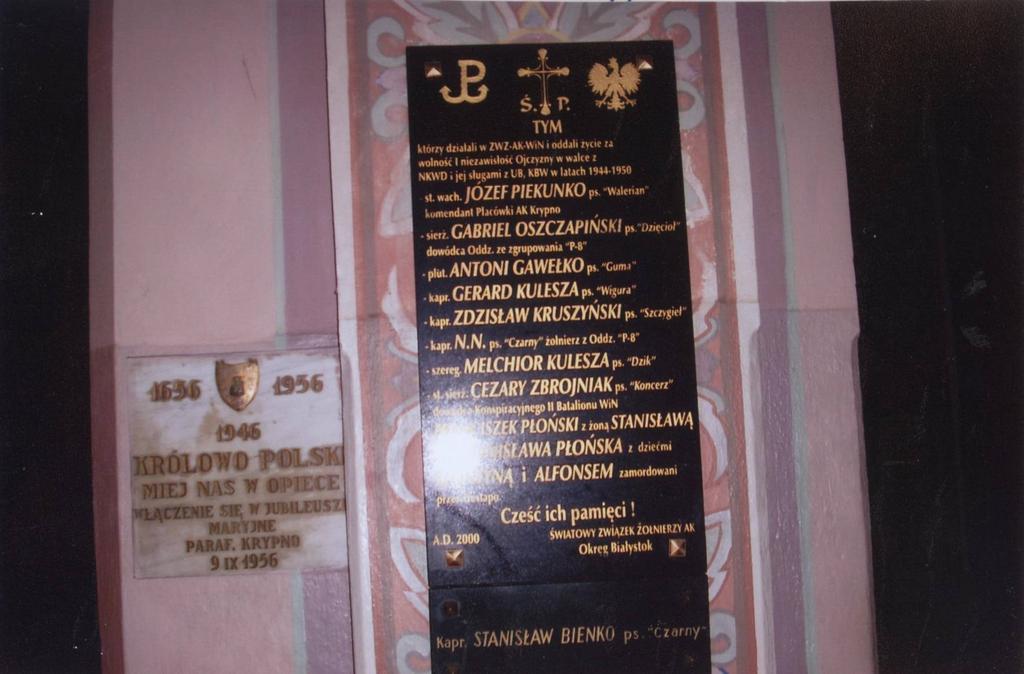 1656 1956
1946
KRÓLOWO POLSKI
MIEJ NAS W OPIECE
WŁĄCZENIE SIĘ W JUBILEUSZ
MARYJNE
PARAF. KRYPNO
9 IX 1956
Ś. P.
TYM
którzy działali w ZWZ-AK-WiN i oddali życie za
wolność I niezawisłość Ojczyzny w walce z
NKWD i jej sługami z UB, KBW w latach 1944-1950
- st. wach. JÓZEF PIEKUNKO ps. "Walerian"
komendant Placówki AK Krypno
- sierż. GABRIEL OSZCZAPIŃSKI ps. "Dzięcioł"
dowódca Oddz. ze zgrupowania "P-8"
- plut. ANTONI GAWEŁKO ps. "Guma"
- kapr. GERARD KULESZA ps. "Wigura"
- kapr. ZDZISŁAW KRUSZYŃSKI ps. "Szczygieł"
- kapr. N.N. ps. "Czarny" żołnierz z Oddz. "P-8"
- szereg. MELCHIOR KULESZA ps. "Dzik"
- st. sierż. CEZARY ZBROJNIAK ps. "Koncerz"
Konspiracyjnego II Batalionu WiN
PŁOŃSKI z żoną STANISŁAWĄ
PŁOŃSKA z dziećmi
i ALFONSEM zamordowani
Cześć ich pamięci !
A.D. 2000
ŚWIATOWY ZWIĄZEK ŻOŁNIERZY AK
Okręg Białystok
Kapr. STANISŁAW BIENKO ps. "Czarny"